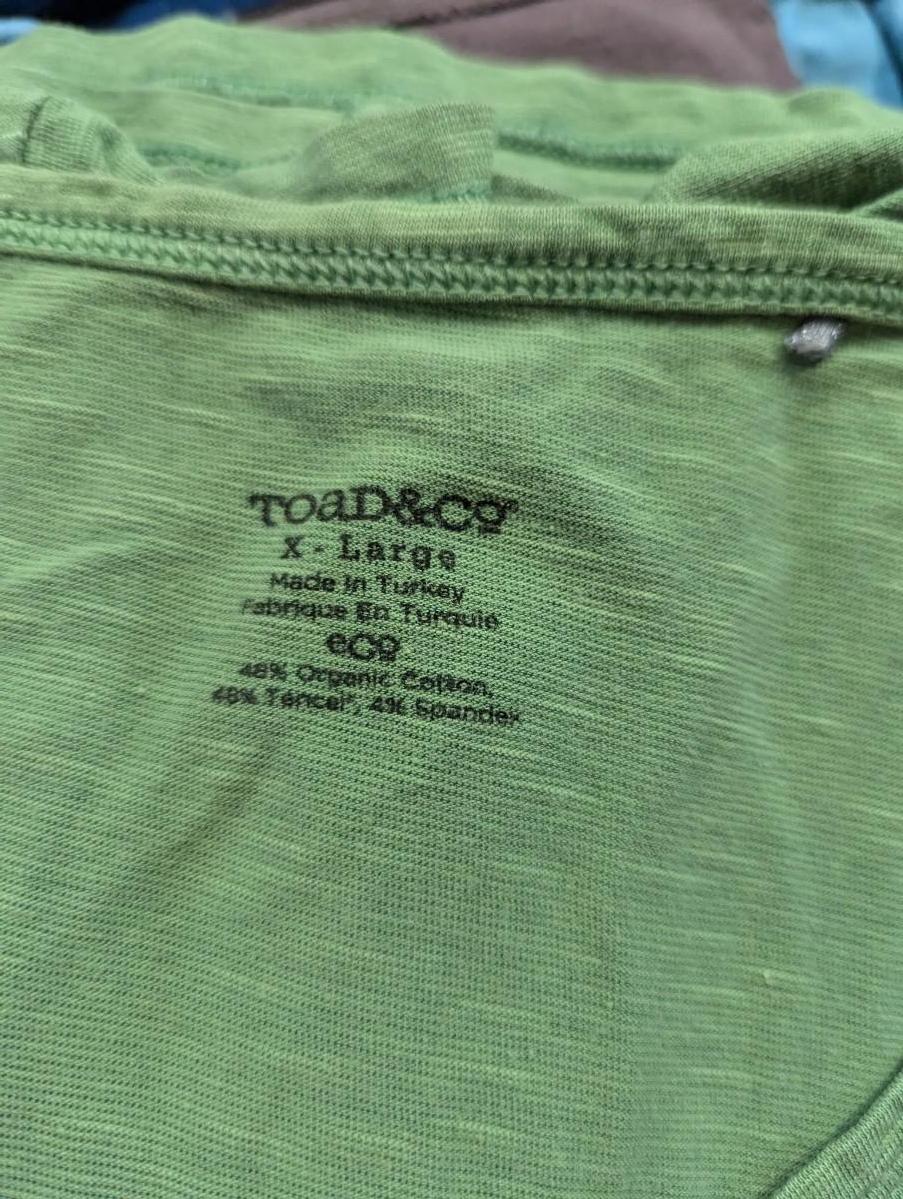 Toad&Co
X-Large
Made In Turkey
Fabrique En Turquie
eco
48% Organic Cotton,
48% Tencel®, 4% Spandex